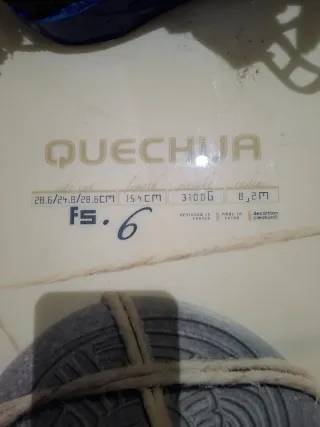 QUECHUA
28.6/24.8/28.6CM 154CM 3100G 8,2M
FS. 6
DESIGNED IN FRANCE MADE IN CHINA decathlon creation